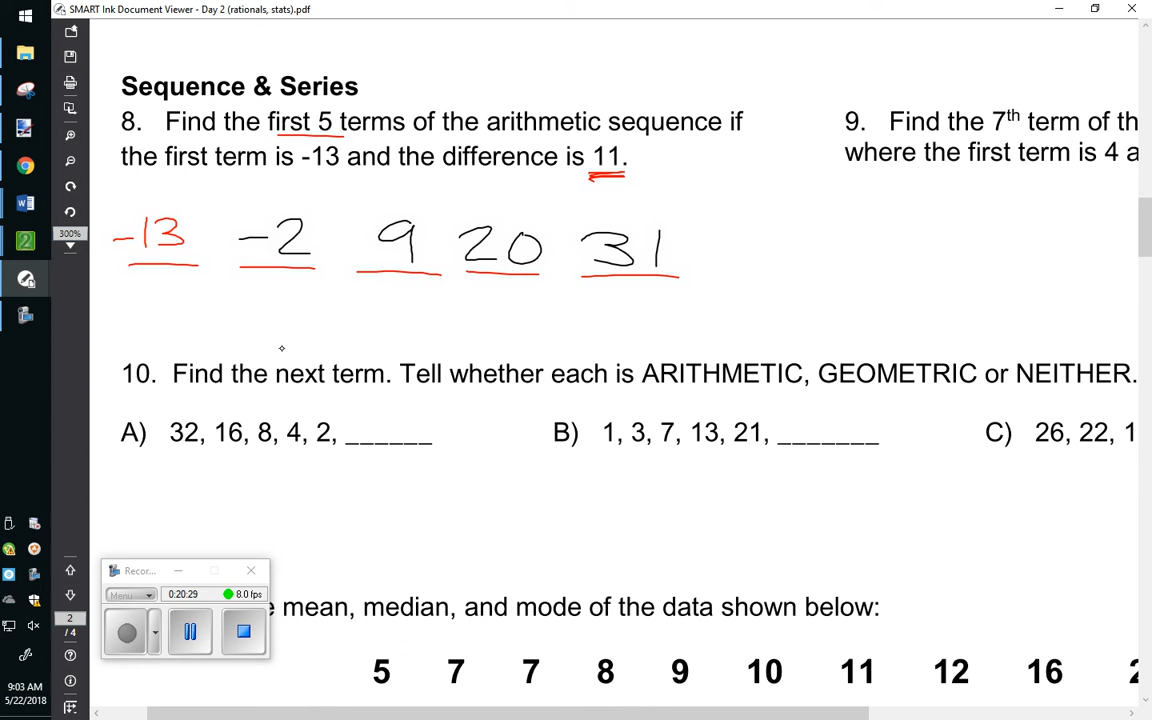 SMART Ink Document Viewer - Day 2 (rationals, stats).pdf
Sequence & Series
8. Find the first 5 terms of the arithmetic sequence if
the first term is -13 and the difference is 11.
9. Find the 7th term of th
where the first term is 4 a
-13 -2 9 20 31
10. Find the next term. Tell whether each is ARITHMETIC, GEOMETRIC or NEITHER.
A) 32, 16, 8, 4, 2, ______
B) 1, 3, 7, 13, 21, _______
C) 26, 22, 1
300%
Recor...
Menu
0:20:29
8.0 fps
mean, median, and mode of the data shown below:
5 7 7 8 9 10 11 12 16 2
2
/ 4
9:03 AM
5/22/2018